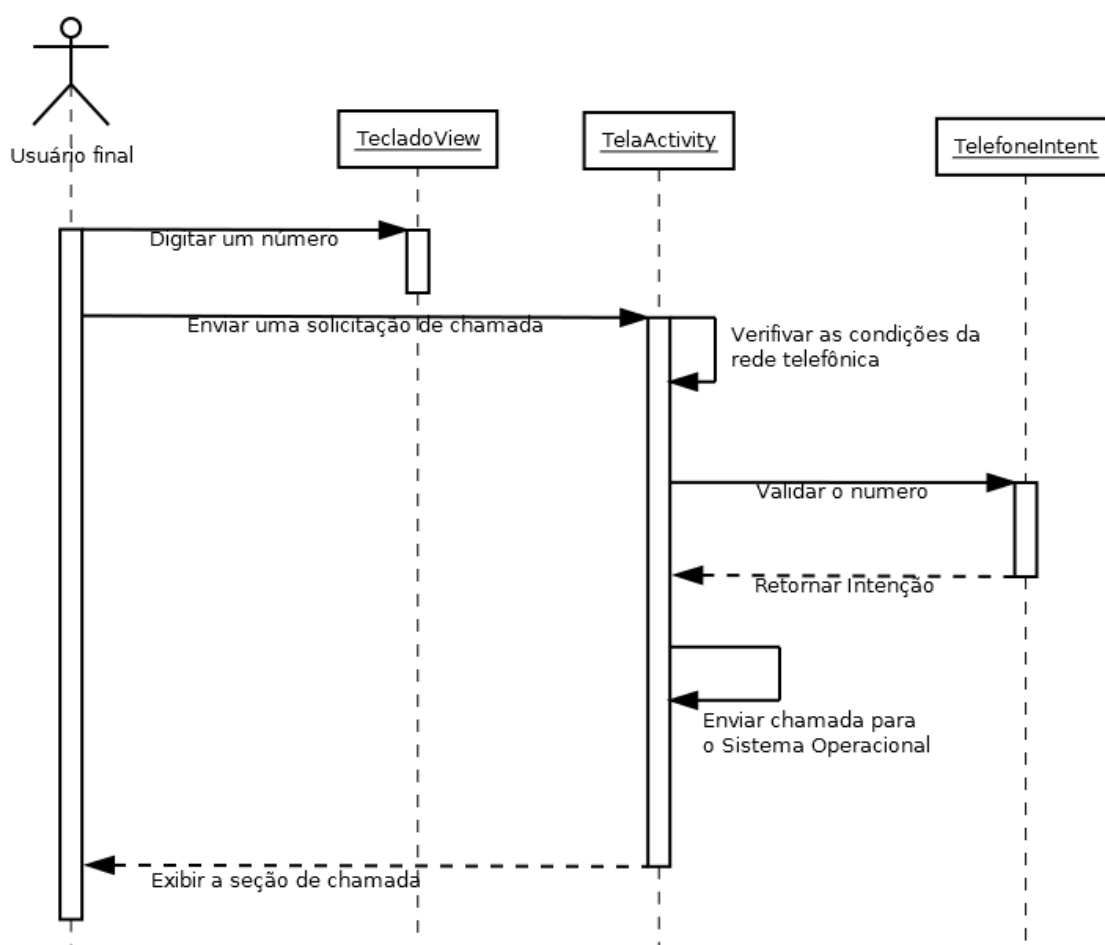 TecladoView
TelaActivity
TelefoneIntent
Usuário final
Digitar um número
Enviar uma solicitação de chamada
Verifivar as condições da
rede telefônica
Validar o numero
Retornar Intenção
Enviar chamada para
o Sistema Operacional
Exibir a seção de chamada